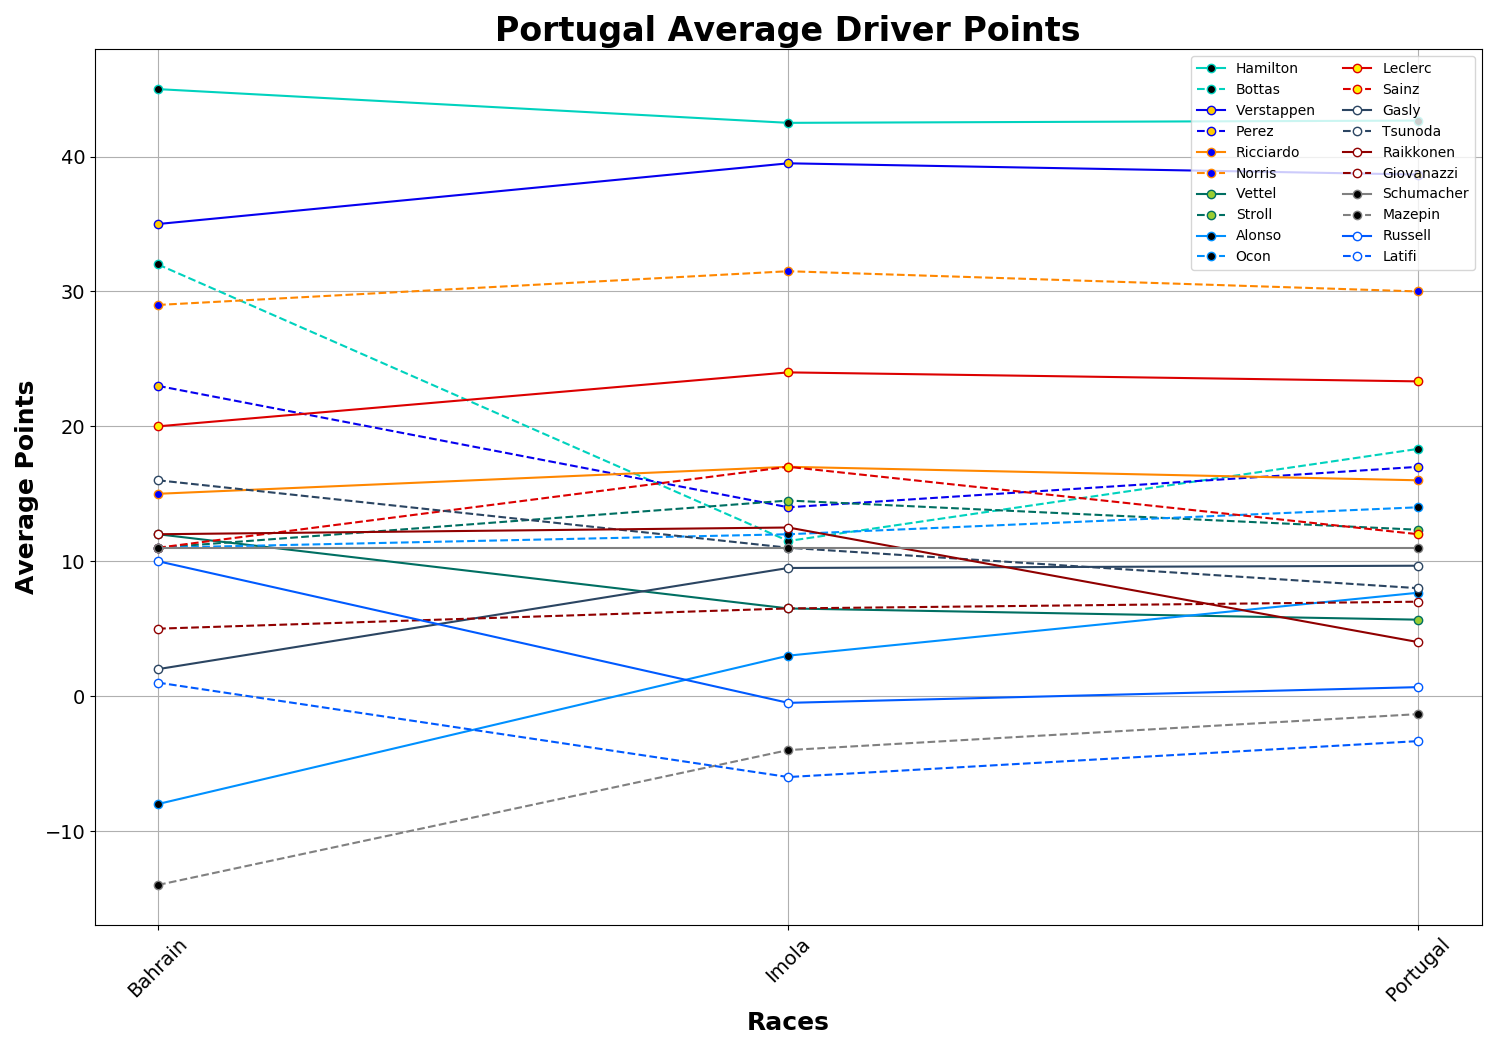 Portugal Average Driver Points
Hamilton
Bottas
Verstappen
Perez
Ricciardo
Norris
Vettel
Stroll
Alonso
Ocon
Leclerc
Sainz
Gasly
Tsunoda
Raikkonen
Giovanazzi
Schumacher
Mazepin
Russell
Latifi
Average Points
40
30
20
10
0
−10
Bahrain
Imola
Portugal
Races